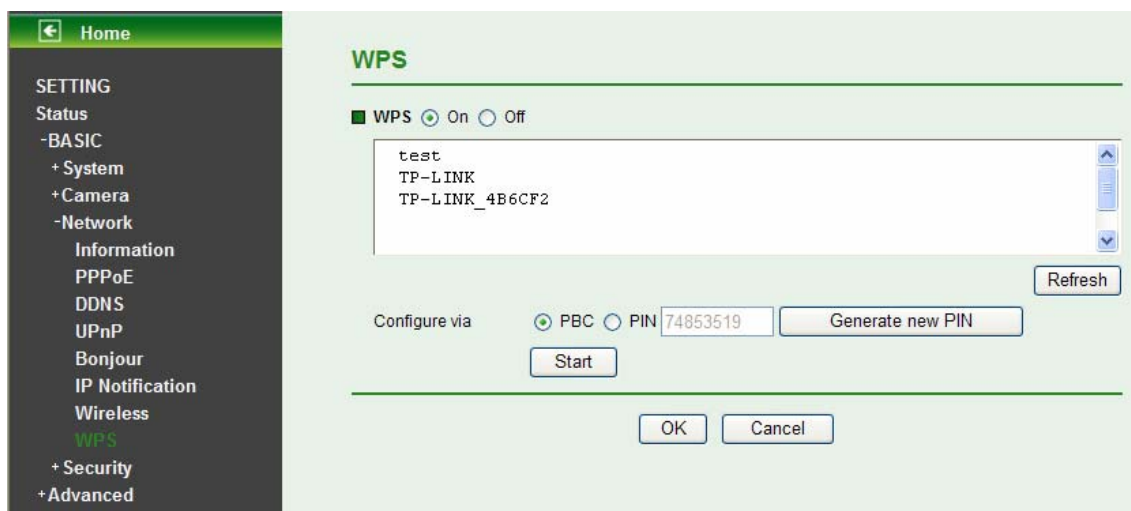 Home
SETTING
Status
-BASIC
+System
+Camera
-Network
Information
PPPoE
DDNS
UPnP
Bonjour
IP Notification
Wireless
WPS
+Security
+Advanced
WPS
WPS On Off
test
TP-LINK
TP-LINK_4B6CF2
Refresh
Configure via PBC PIN 74853519 Generate new PIN
Start
OK Cancel